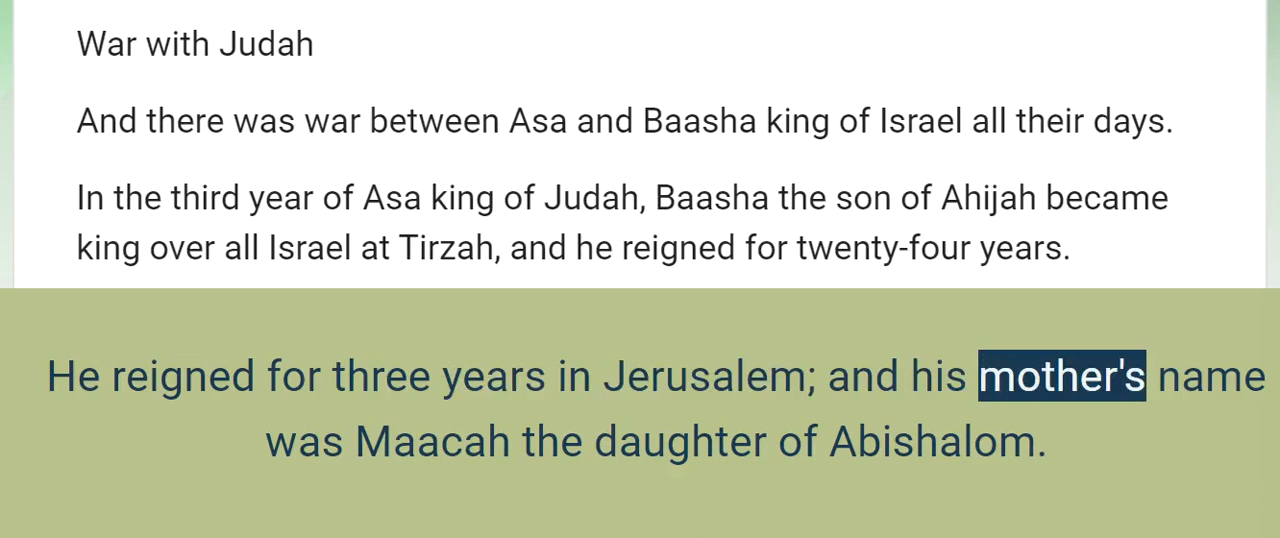 War with Judah
And there was war between Asa and Baasha king of Israel all their days.
In the third year of Asa king of Judah, Baasha the son of Ahijah became
king over all Israel at Tirzah, and he reigned for twenty-four years.
He reigned for three years in Jerusalem; and his mother's name
was Maacah the daughter of Abishalom.